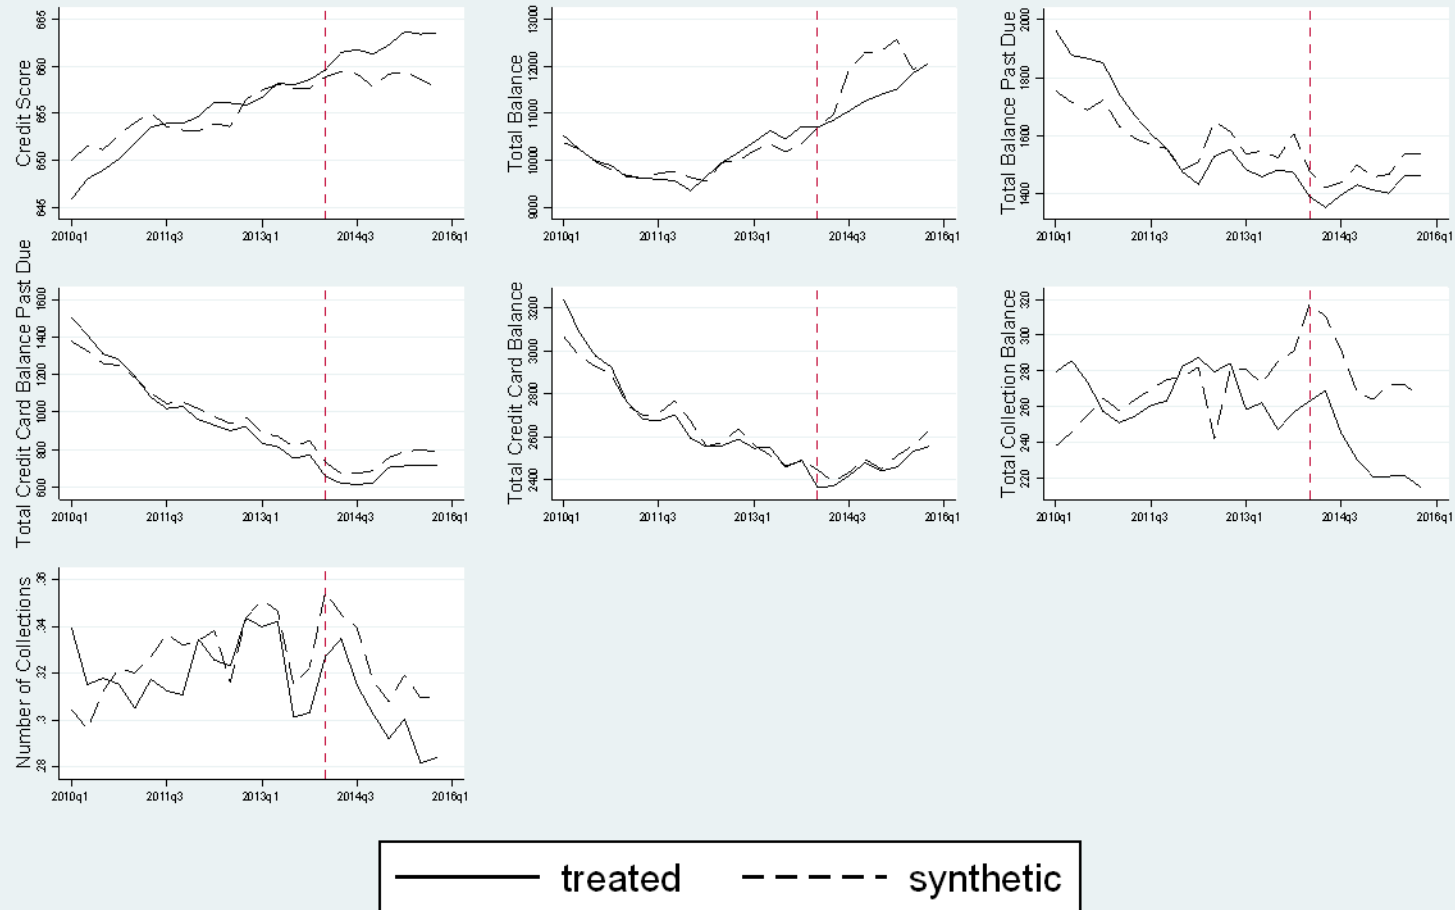 Credit Score
665
660
655
650
645
2010q1 2011q3 2013q1 2014q3 2016q1
Total Balance
13000
12000
11000
10000
9000
2010q1 2011q3 2013q1 2014q3 2016q1
Total Balance Past Due
2000
1800
1600
1400
2010q1 2011q3 2013q1 2014q3 2016q1
Total Credit Card Balance Past Due
1600
1400
1200
1000
800
600
2010q1 2011q3 2013q1 2014q3 2016q1
Total Credit Card Balance
3200
3000
2800
2600
2400
2010q1 2011q3 2013q1 2014q3 2016q1
Total Collection Balance
320
300
280
260
240
220
2010q1 2011q3 2013q1 2014q3 2016q1
Number of Collections
.36
.34
.32
.3
.28
2010q1 2011q3 2013q1 2014q3 2016q1
treated synthetic